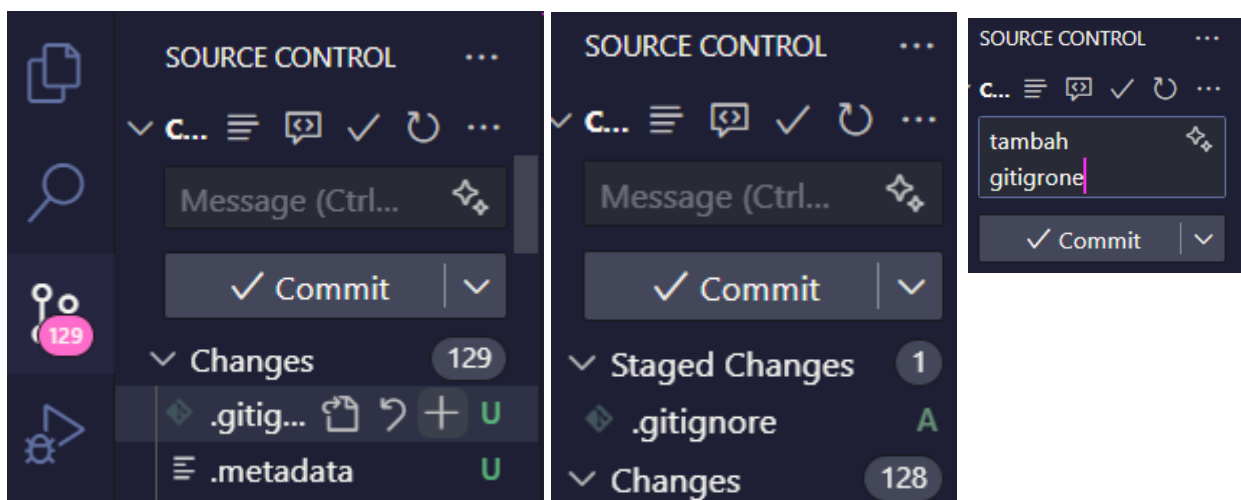 SOURCE CONTROL ...
C... ...
Message (Ctrl...
Commit
129
Changes 129
.gitig... U
.metadata U
SOURCE CONTROL ...
C... ...
Message (Ctrl...
Commit
Staged Changes 1
.gitignore A
Changes 128
SOURCE CONTROL ...
C... ...
tambah
gitigrone
Commit